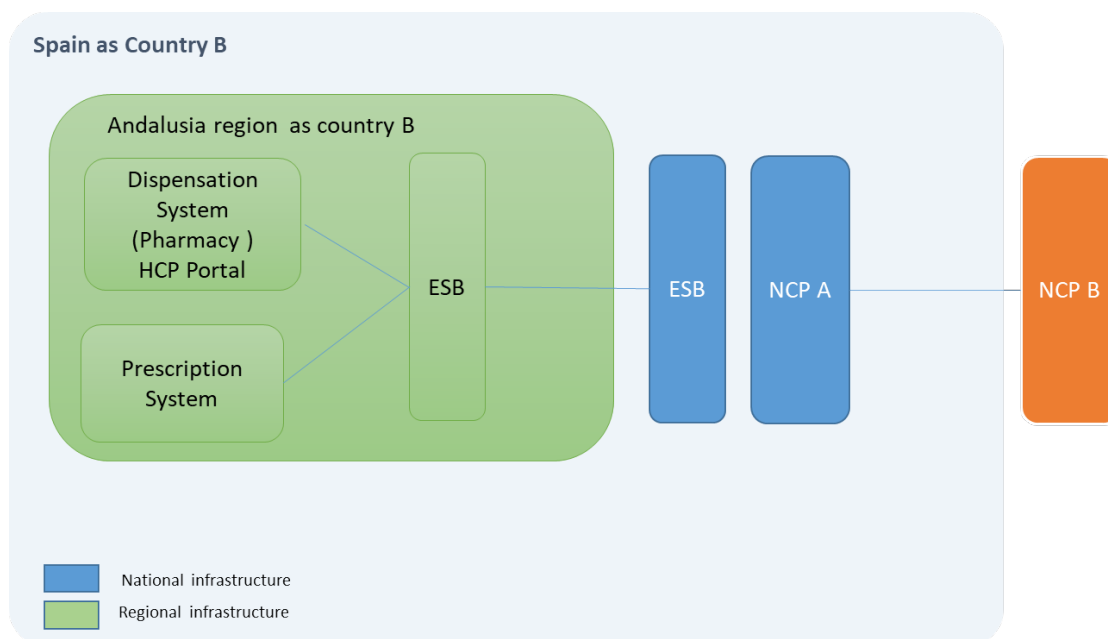 Spain as Country B
Andalusia region as country B
Dispensation
System
(Pharmacy )
HCP Portal
ESB
Prescription
System
ESB
NCP A
NCP B
National infrastructure
Regional infrastructure